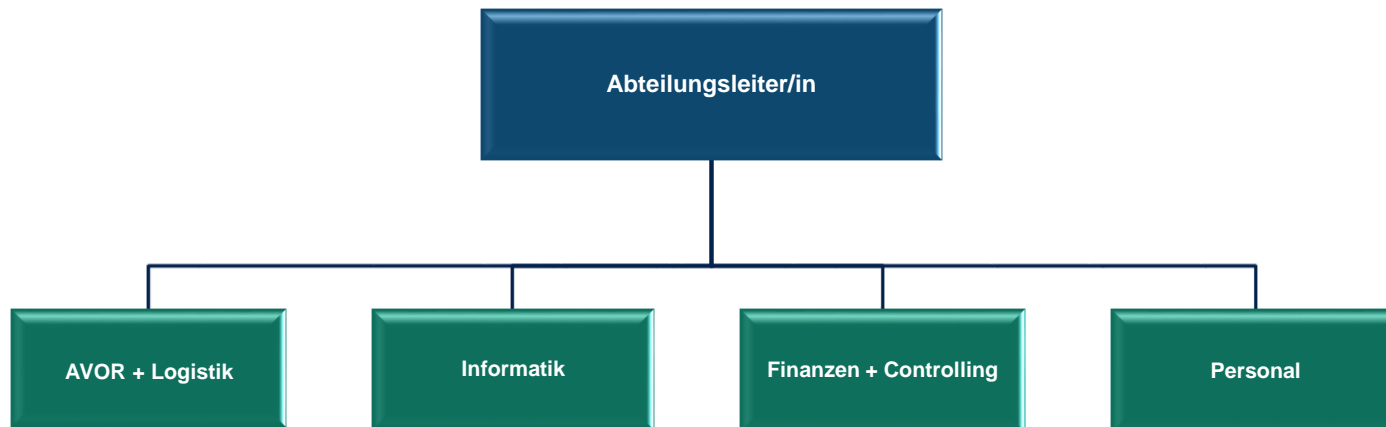 Abteilungsleiter/in
AVOR + Logistik
Informatik
Finanzen + Controlling
Personal